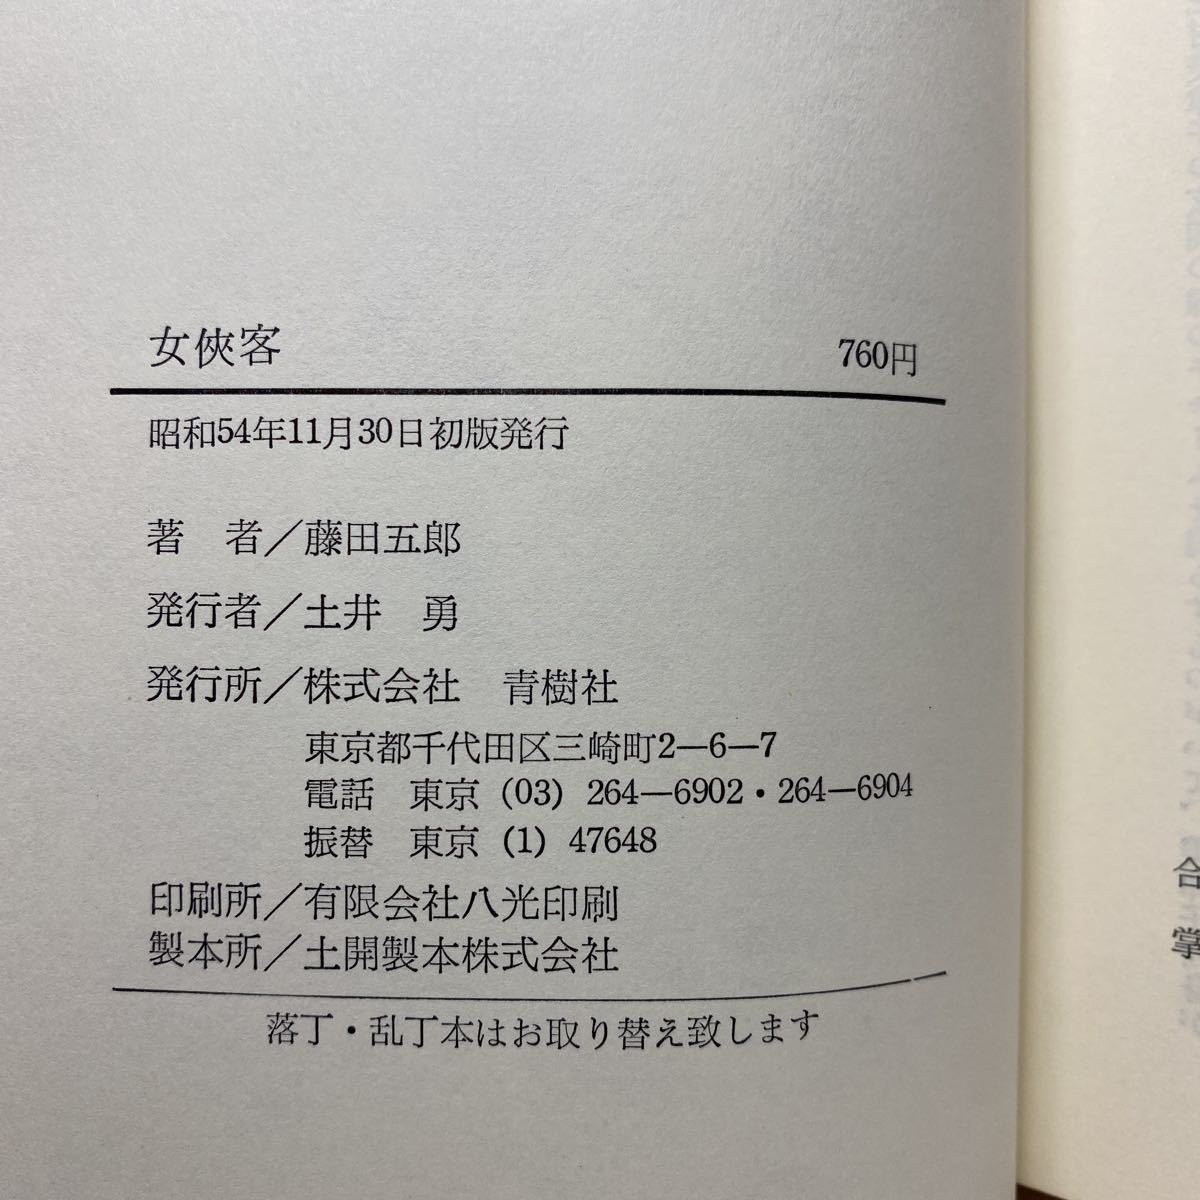 女俠客 760円
昭和54年11月30日初版発行
著　者／藤田五郎
発行者／土井　勇
発行所／株式会社　青樹社
東京都千代田区三崎町2―6―7
電話　東京 (03) 264―6902・264―6904
振替　東京 (1) 47648
印刷所／有限会社八光印刷
製本所／土開製本株式会社
落丁・乱丁本はお取り替え致します
合掌